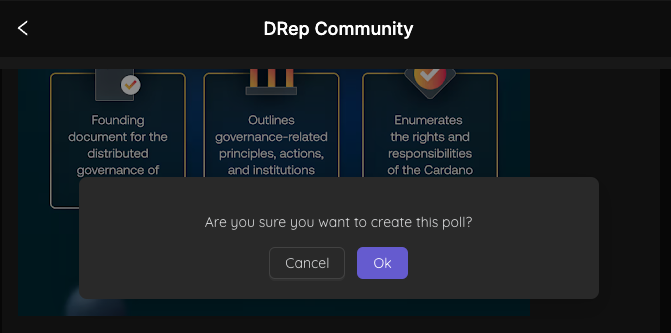 DRep Community
Founding
document for the
distributed
governance of
Outlines
governance-related
principles, actions,
and institutions
Enumerates
the rights and
responsibilities
of the Cardano
Are you sure you want to create this poll?
Cancel
Ok